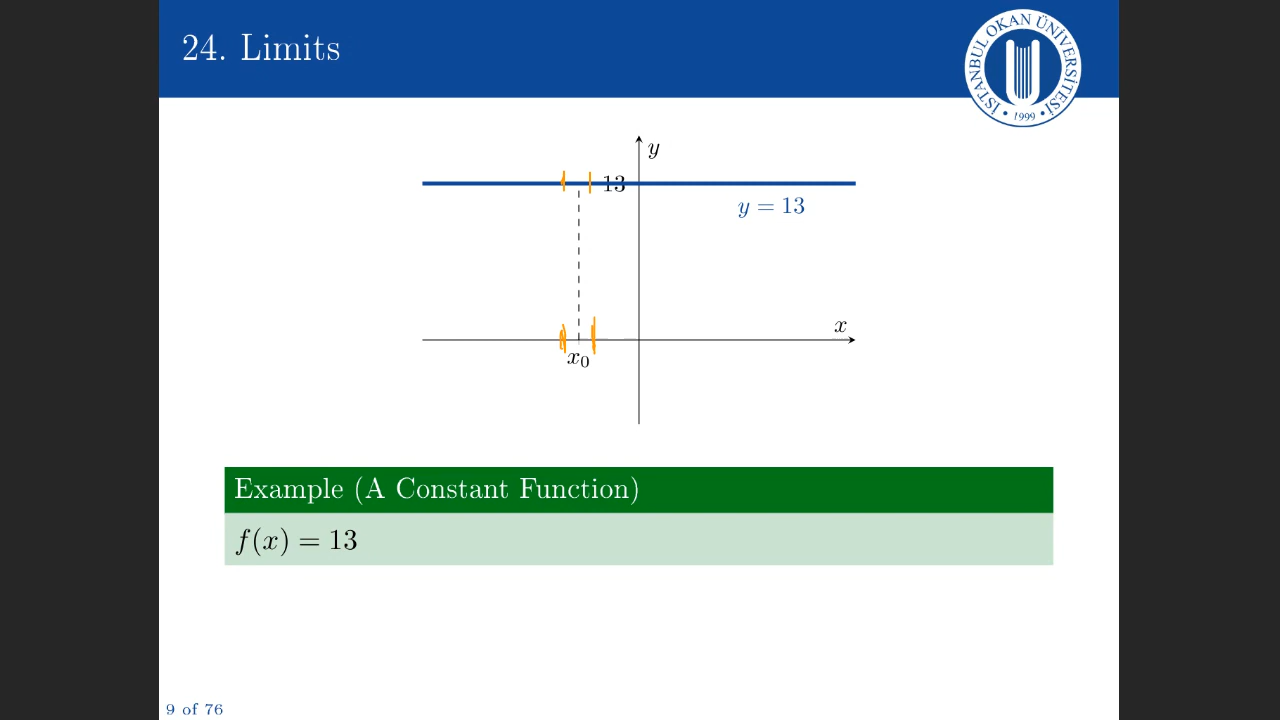 24. Limits
İSTANBUL OKAN ÜNİVERSİTESİ
• 1999 •
y
13
y = 13
x
x₀
Example (A Constant Function)
f(x) = 13
9 of 76